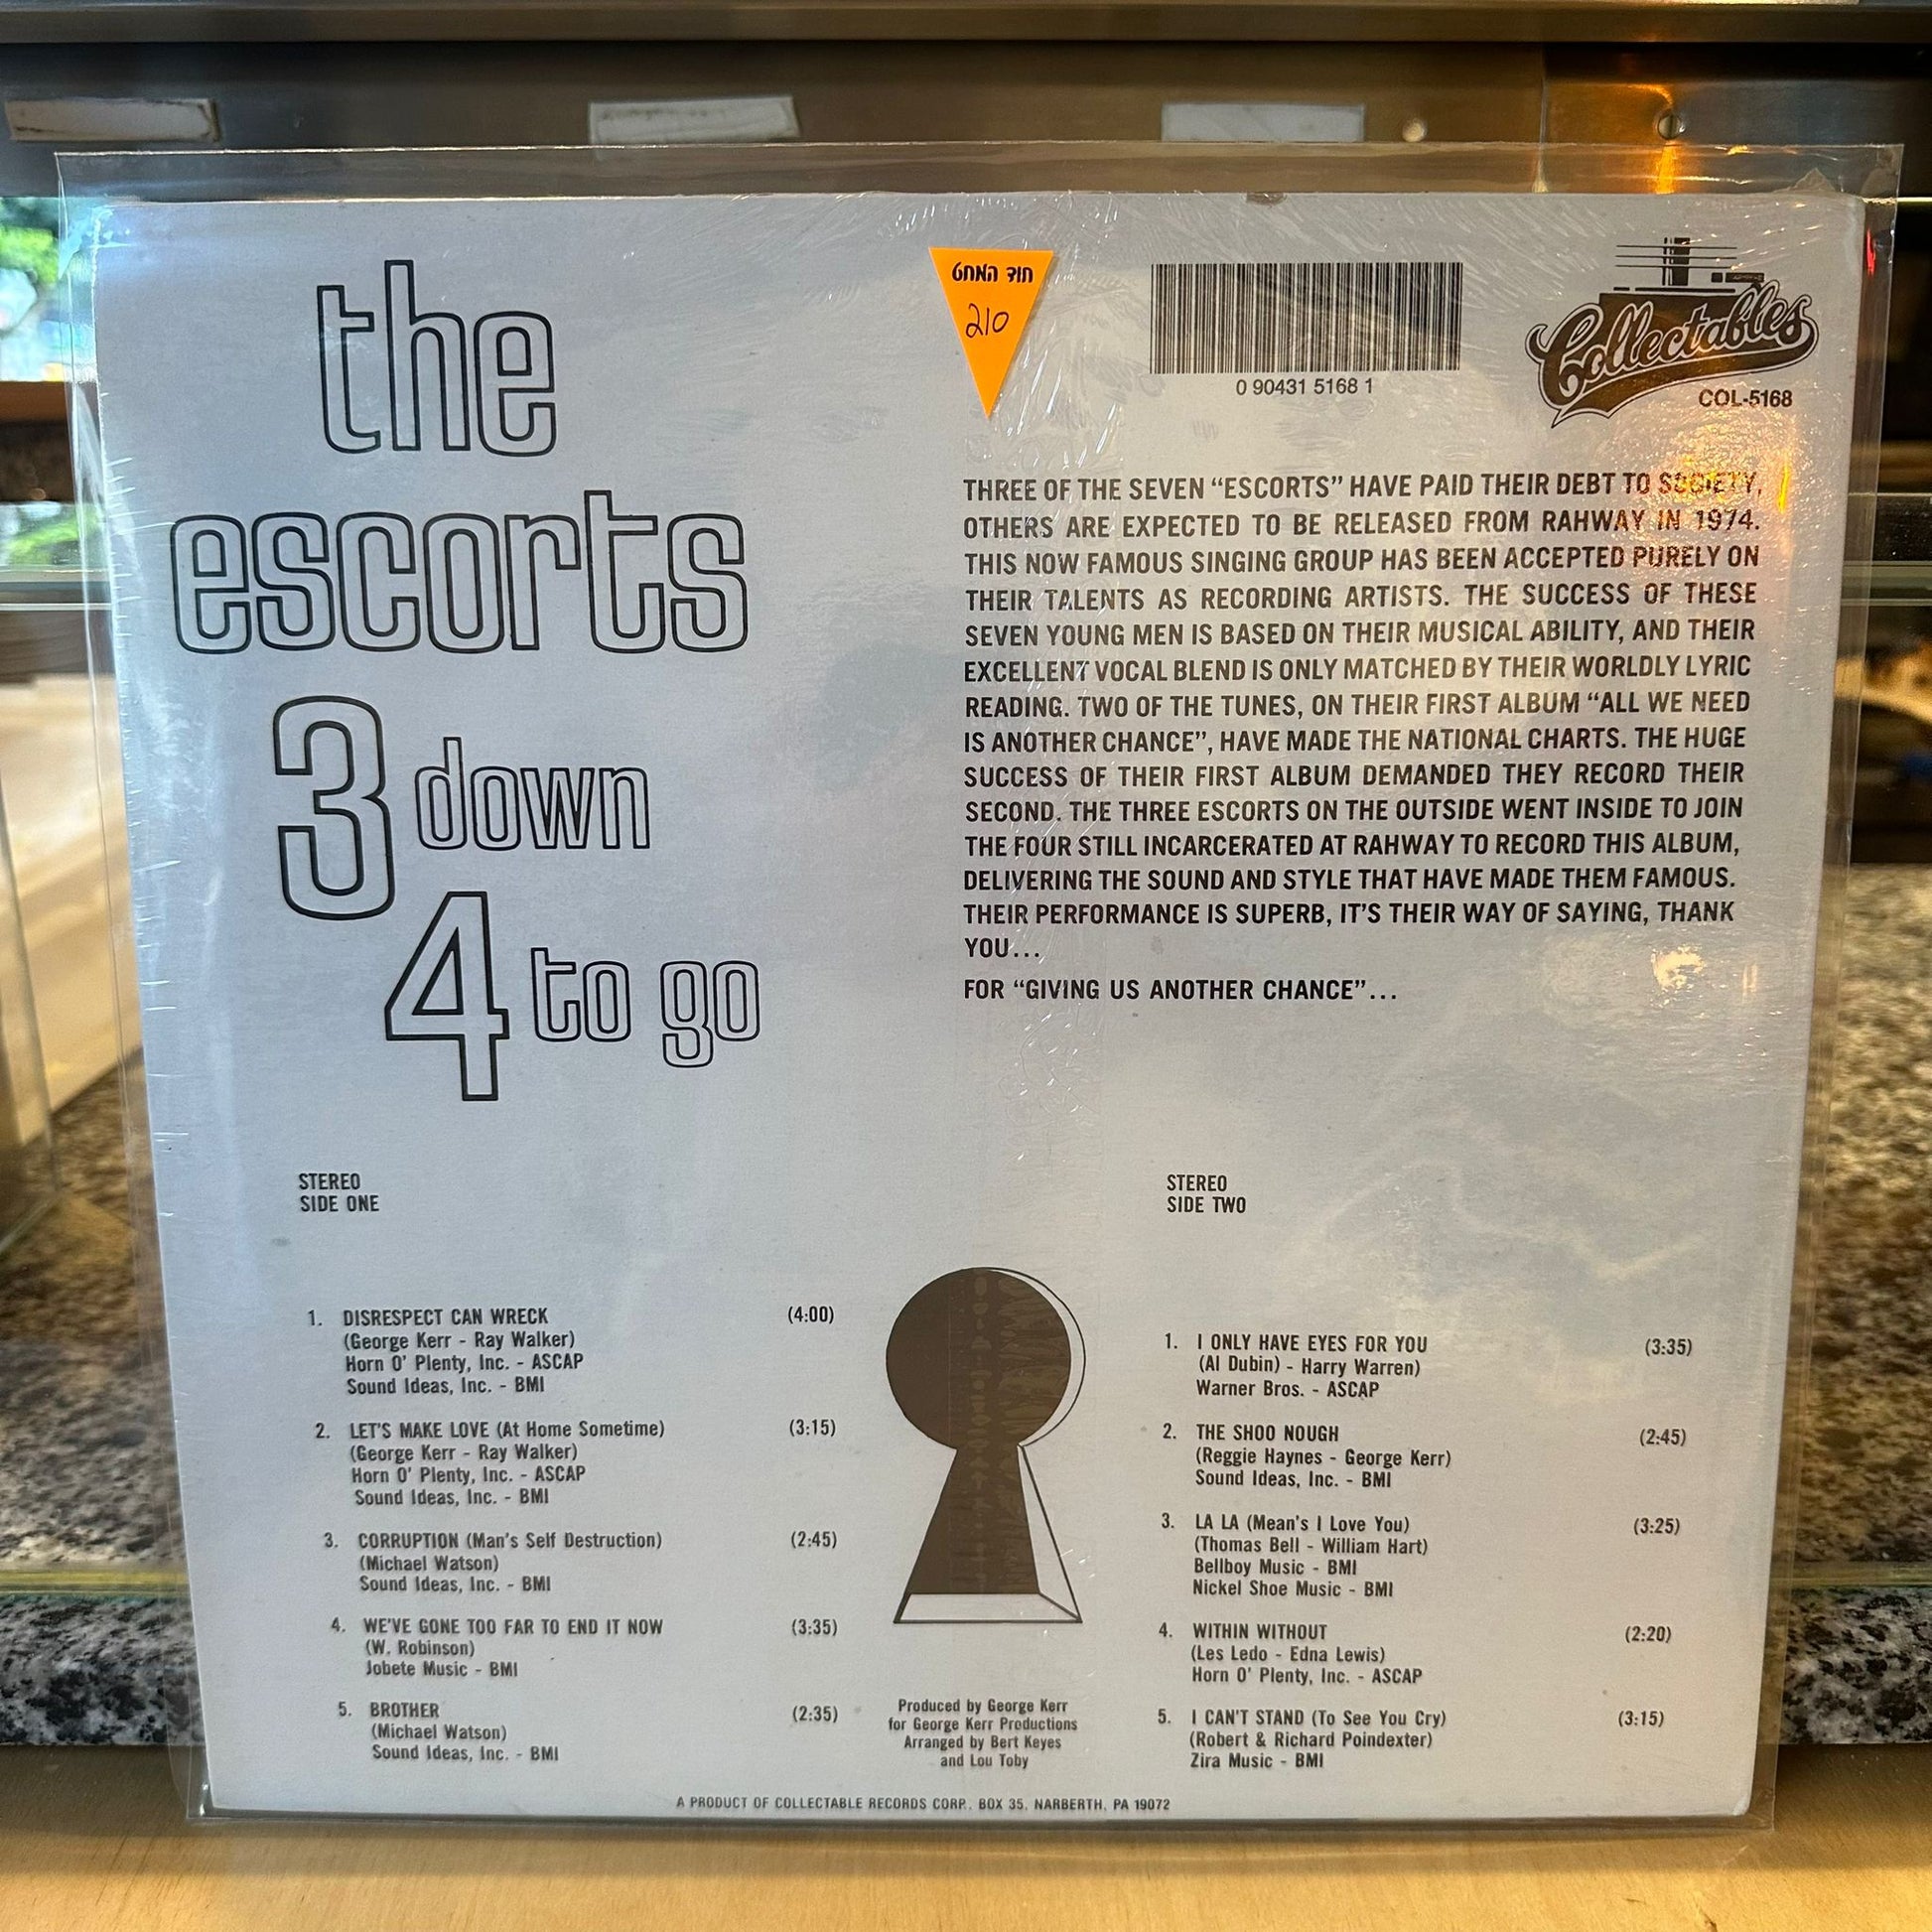 the
escorts
3 down
4 to go
חוד המחט
210
0 90431 5168 1
Collectables
COL-5168
THREE OF THE SEVEN “ESCORTS” HAVE PAID THEIR DEBT TO SOCIETY,
OTHERS ARE EXPECTED TO BE RELEASED FROM RAHWAY IN 1974.
THIS NOW FAMOUS SINGING GROUP HAS BEEN ACCEPTED PURELY ON
THEIR TALENTS AS RECORDING ARTISTS. THE SUCCESS OF THESE
SEVEN YOUNG MEN IS BASED ON THEIR MUSICAL ABILITY, AND THEIR
EXCELLENT VOCAL BLEND IS ONLY MATCHED BY THEIR WORLDLY LYRIC
READING. TWO OF THE TUNES, ON THEIR FIRST ALBUM “ALL WE NEED
IS ANOTHER CHANCE”, HAVE MADE THE NATIONAL CHARTS. THE HUGE
SUCCESS OF THEIR FIRST ALBUM DEMANDED THEY RECORD THEIR
SECOND. THE THREE ESCORTS ON THE OUTSIDE WENT INSIDE TO JOIN
THE FOUR STILL INCARCERATED AT RAHWAY TO RECORD THIS ALBUM,
DELIVERING THE SOUND AND STYLE THAT HAVE MADE THEM FAMOUS.
THEIR PERFORMANCE IS SUPERB, IT’S THEIR WAY OF SAYING, THANK
YOU...
FOR “GIVING US ANOTHER CHANCE”...
STEREO
SIDE ONE
1. DISRESPECT CAN WRECK (4:00)
(George Kerr - Ray Walker)
Horn O' Plenty, Inc. - ASCAP
Sound Ideas, Inc. - BMI
2. LET'S MAKE LOVE (At Home Sometime) (3:15)
(George Kerr - Ray Walker)
Horn O' Plenty, Inc. - ASCAP
Sound Ideas, Inc. - BMI
3. CORRUPTION (Man's Self Destruction) (2:45)
(Michael Watson)
Sound Ideas, Inc. - BMI
4. WE'VE GONE TOO FAR TO END IT NOW (3:35)
(W. Robinson)
Jobete Music - BMI
5. BROTHER (2:35)
(Michael Watson)
Sound Ideas, Inc. - BMI
Produced by George Kerr
for George Kerr Productions
Arranged by Bert Keyes
and Lou Toby
STEREO
SIDE TWO
1. I ONLY HAVE EYES FOR YOU (3:35)
(Al Dubin) - Harry Warren)
Warner Bros. - ASCAP
2. THE SHOO NOUGH (2:45)
(Reggie Haynes - George Kerr)
Sound Ideas, Inc. - BMI
3. LA LA (Mean's I Love You) (3:25)
(Thomas Bell - William Hart)
Bellboy Music - BMI
Nickel Shoe Music - BMI
4. WITHIN WITHOUT (2:20)
(Les Ledo - Edna Lewis)
Horn O' Plenty, Inc. - ASCAP
5. I CAN'T STAND (To See You Cry) (3:15)
(Robert & Richard Poindexter)
Zira Music - BMI
A PRODUCT OF COLLECTABLE RECORDS CORP., BOX 35, NARBERTH, PA 19072